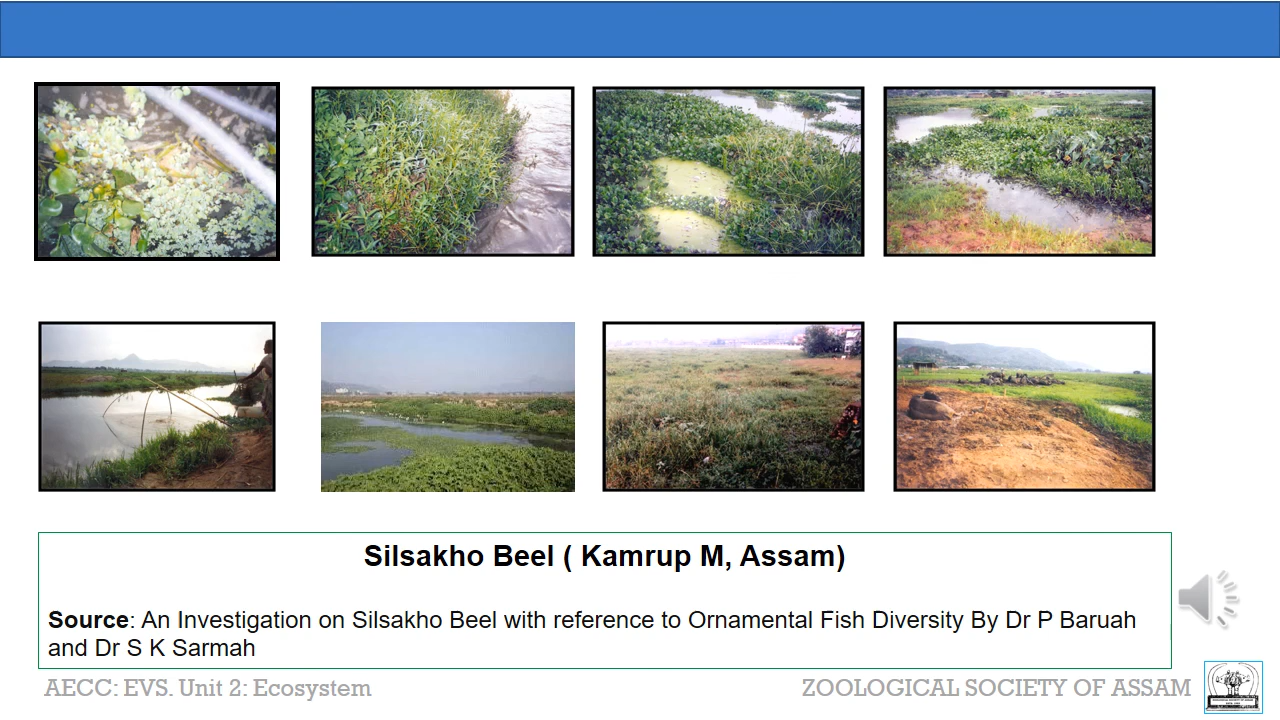 Silsakho Beel ( Kamrup M, Assam)
Source: An Investigation on Silsakho Beel with reference to Ornamental Fish Diversity By Dr P Baruah
and Dr S K Sarmah
AECC: EVS. Unit 2: Ecosystem
ZOOLOGICAL SOCIETY OF ASSAM